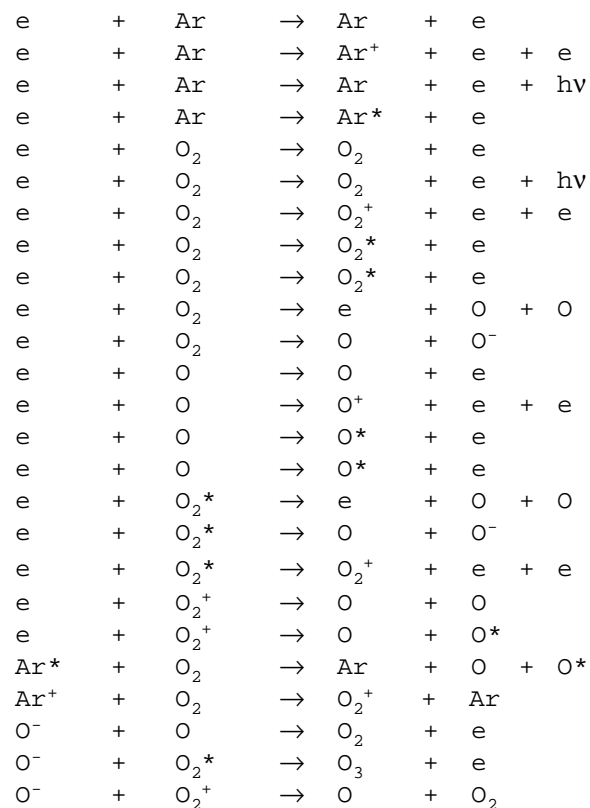 e + Ar → Ar + e
e + Ar → Ar⁺ + e + e
e + Ar → Ar + e + hν
e + Ar → Ar* + e
e + O₂ → O₂ + e
e + O₂ → O₂ + e + hν
e + O₂ → O₂⁺ + e + e
e + O₂ → O₂* + e
e + O₂ → O₂* + e
e + O₂ → e + O + O
e + O₂ → O + O⁻
e + O → O + e
e + O → O⁺ + e + e
e + O → O* + e
e + O → O* + e
e + O₂* → e + O + O
e + O₂* → O + O⁻
e + O₂* → O₂⁺ + e + e
e + O₂⁺ → O + O
e + O₂⁺ → O + O*
Ar* + O₂ → Ar + O + O*
Ar⁺ + O₂ → O₂⁺ + Ar
O⁻ + O → O₂ + e
O⁻ + O₂* → O₃ + e
O⁻ + O₂⁺ → O + O₂